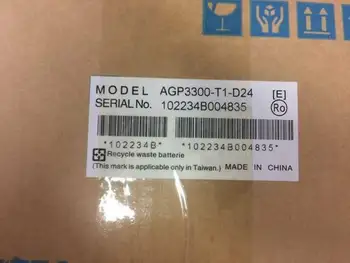 MODEL AGP3300-T1-D24 [E]
SERIAL No. 102234B004835 Ro
*102234B* *102234B004835*
Recycle waste batterie
(This mark is applicable only in Taiwan.) MADE IN CHINA